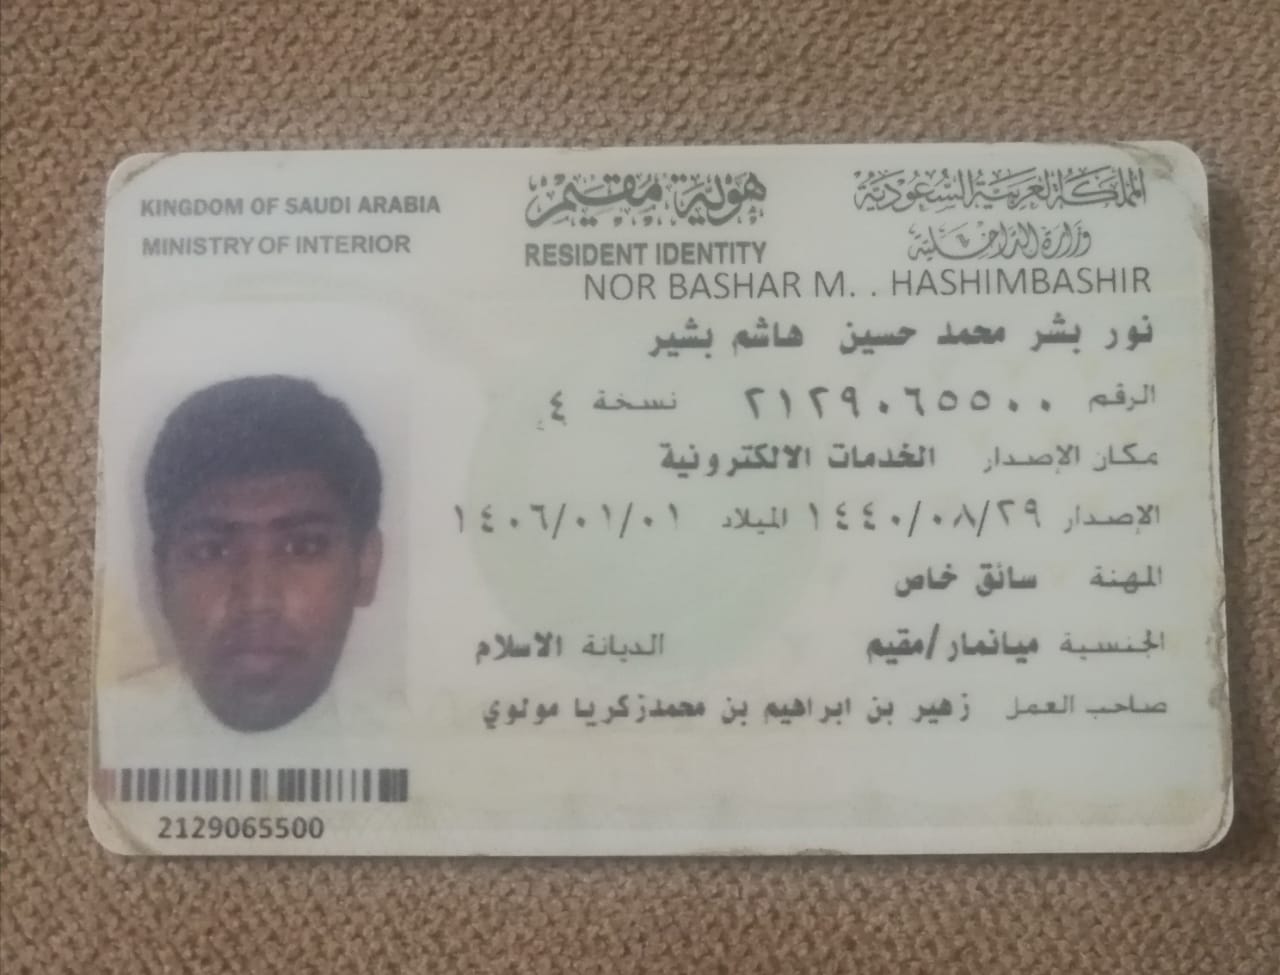 المملكة العربية السعودية
وزارة الداخلية
هوية مقيم
RESIDENT IDENTITY
KINGDOM OF SAUDI ARABIA
MINISTRY OF INTERIOR
NOR BASHAR M. . HASHIMBASHIR
نور بشر محمد حسين هاشم بشير
الرقم ٢١٢٩٠٦٥٥٠٠ نسخة ٤
مكان الإصدار الخدمات الالكترونية
الإصدار ١٤٤٠/٠٨/٢٩ الميلاد ١٤٠٦/٠١/٠١
المهنة سائق خاص
الجنسية ميانمار/مقيم الديانة الاسلام
صاحب العمل زهير بن ابراهيم بن محمدزكريا مولوي
2129065500